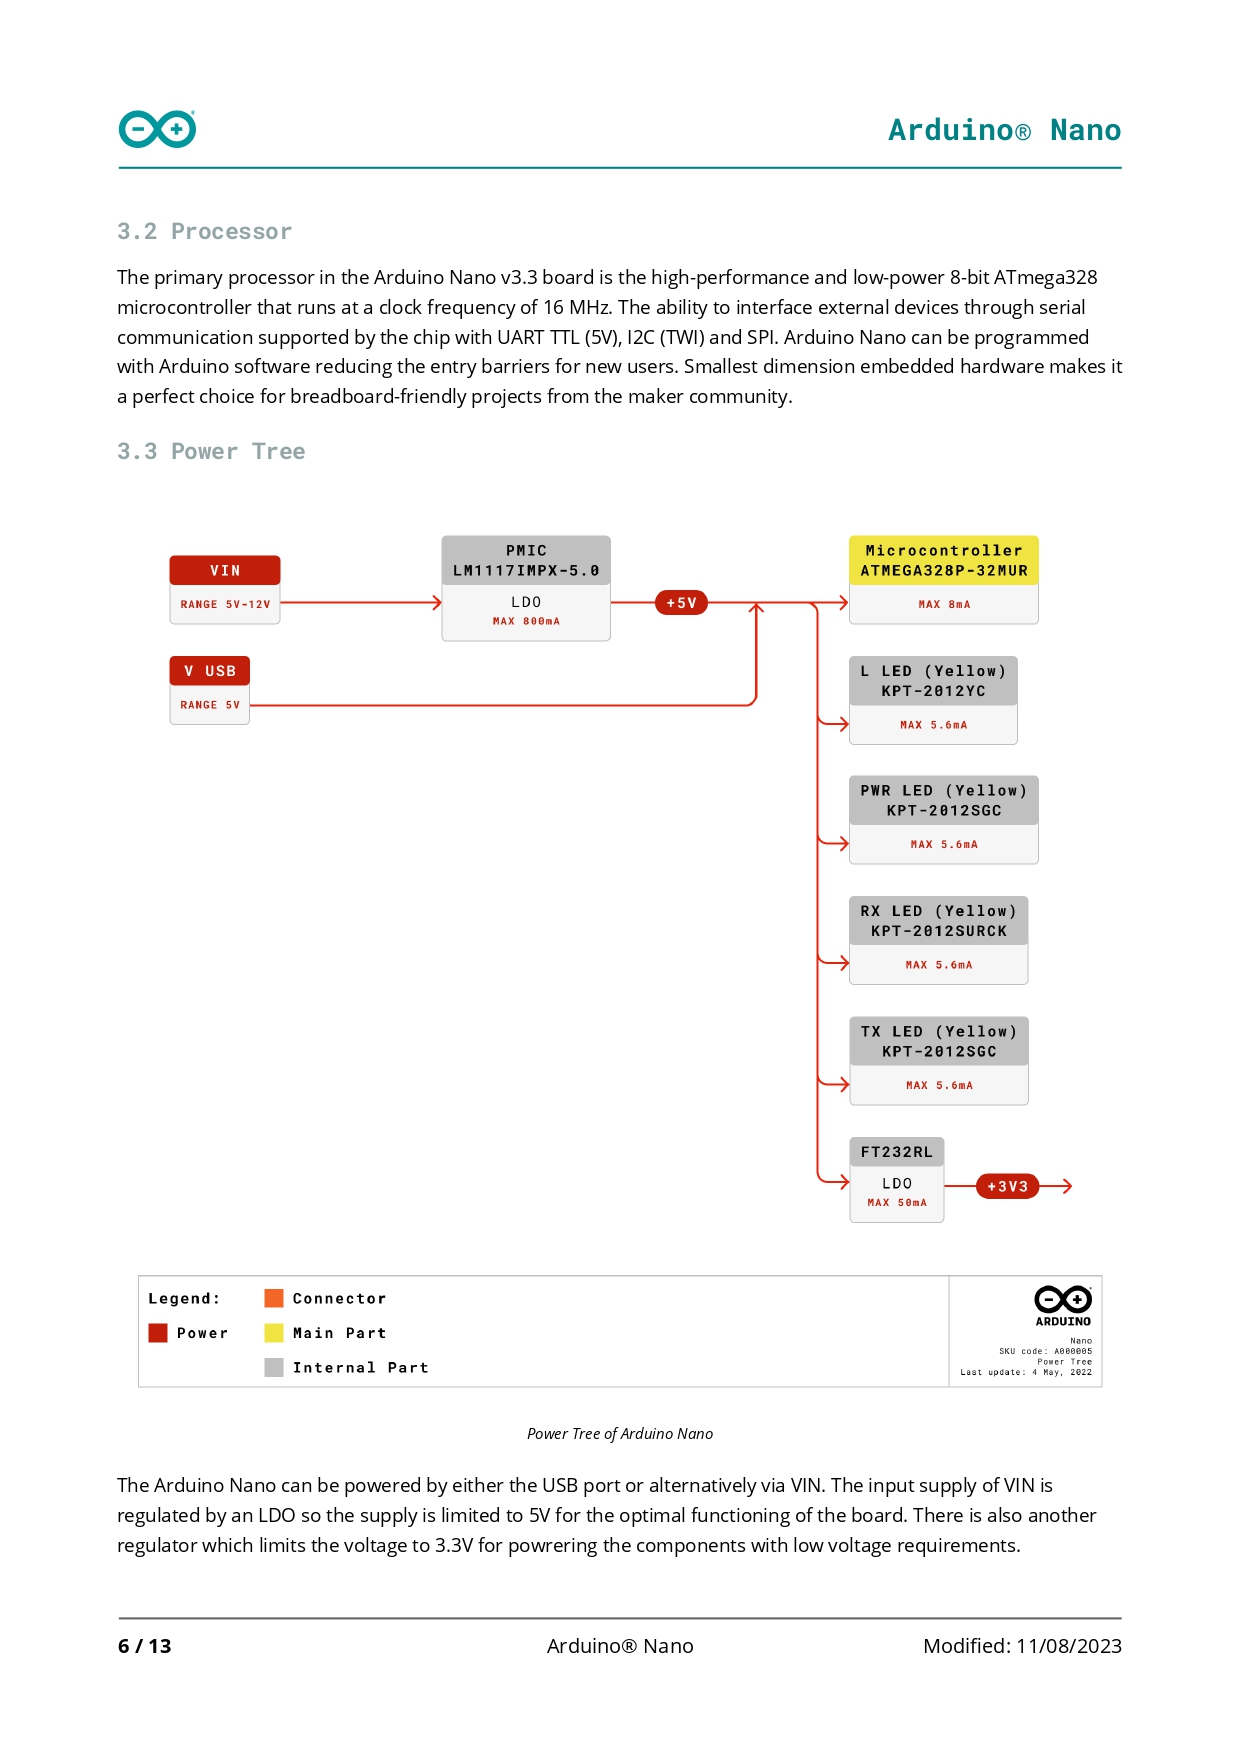 Arduino® Nano
3.2 Processor
The primary processor in the Arduino Nano v3.3 board is the high-performance and low-power 8-bit ATmega328
microcontroller that runs at a clock frequency of 16 MHz. The ability to interface external devices through serial
communication supported by the chip with UART TTL (5V), I2C (TWI) and SPI. Arduino Nano can be programmed
with Arduino software reducing the entry barriers for new users. Smallest dimension embedded hardware makes it
a perfect choice for breadboard-friendly projects from the maker community.
3.3 Power Tree
VIN
RANGE 5V-12V
PMIC
LM1117IMPX-5.0
LDO
MAX 800mA
+5V
Microcontroller
ATMEGA328P-32MUR
MAX 8mA
V USB
RANGE 5V
L LED (Yellow)
KPT-2012YC
MAX 5.6mA
PWR LED (Yellow)
KPT-2012SGC
MAX 5.6mA
RX LED (Yellow)
KPT-2012SURCK
MAX 5.6mA
TX LED (Yellow)
KPT-2012SGC
MAX 5.6mA
FT232RL
LDO
MAX 50mA
+3V3
Legend:
Power
Connector
Main Part
Internal Part
ARDUINO
Nano
SKU code: A000005
Power Tree
Last update: 4 May, 2022
Power Tree of Arduino Nano
The Arduino Nano can be powered by either the USB port or alternatively via VIN. The input supply of VIN is
regulated by an LDO so the supply is limited to 5V for the optimal functioning of the board. There is also another
regulator which limits the voltage to 3.3V for powrering the components with low voltage requirements.
6 / 13
Arduino® Nano
Modified: 11/08/2023